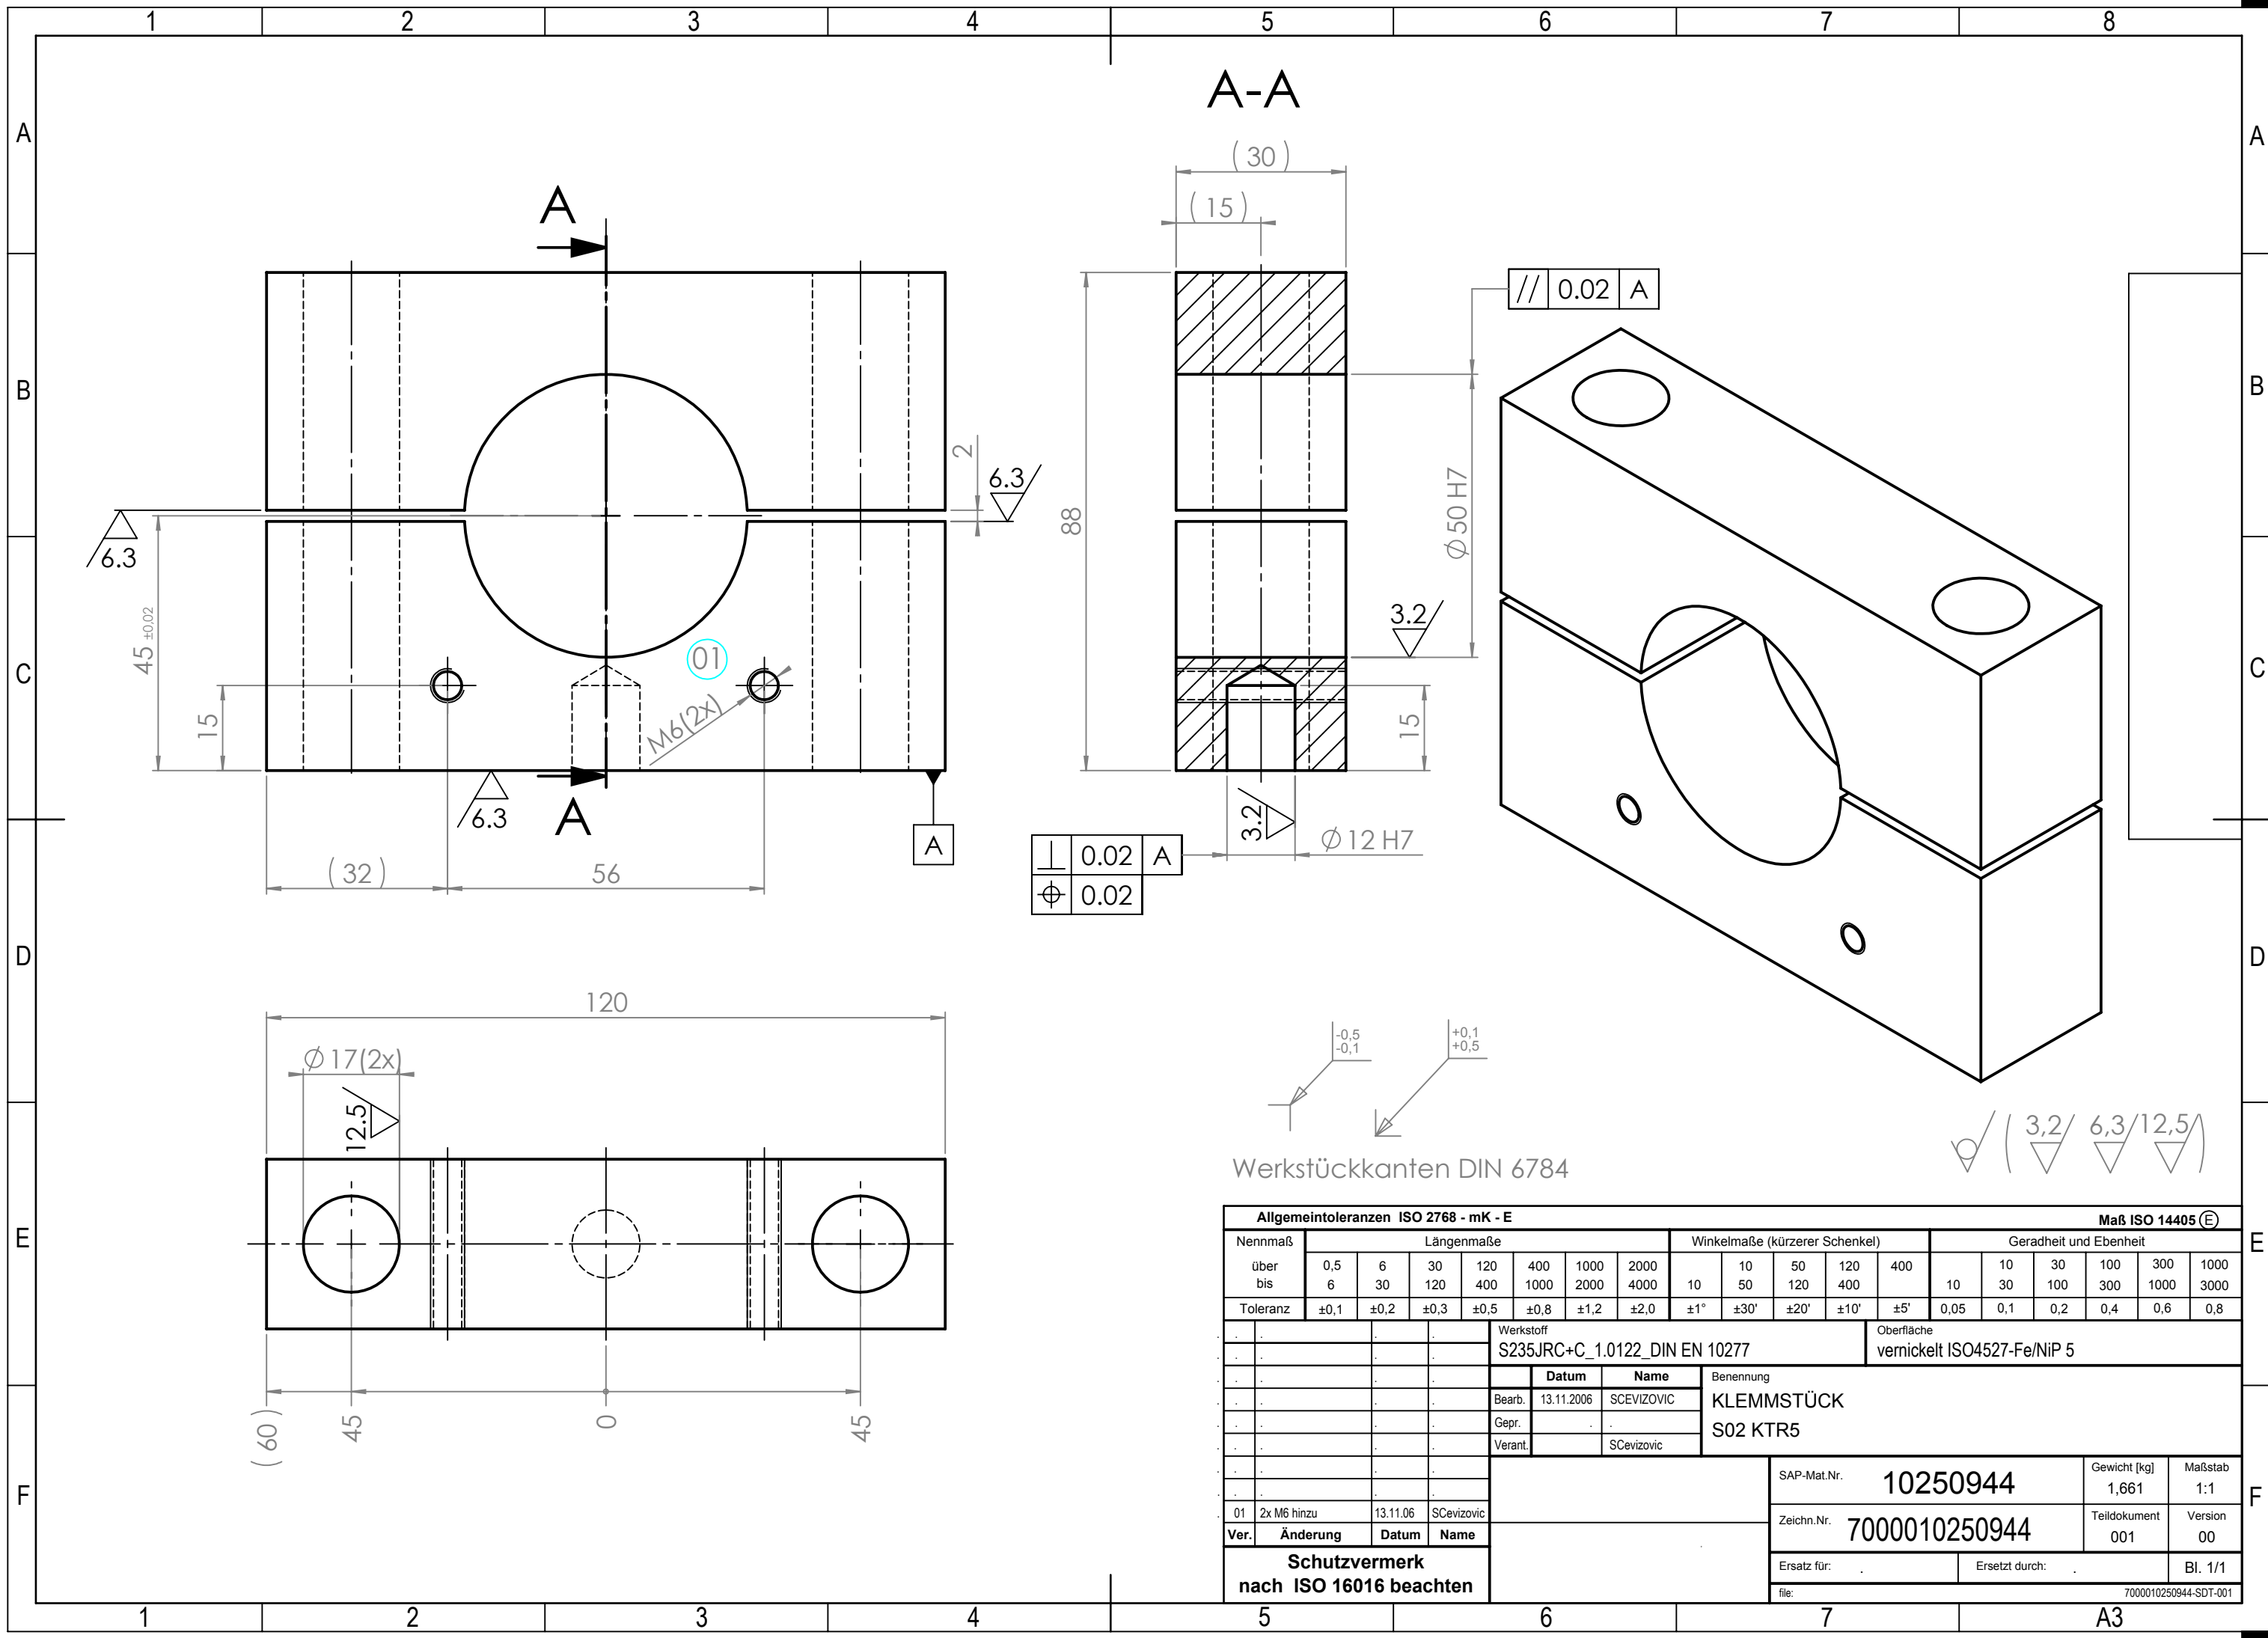 1 2 3 4 5 6 7 8
A A
B B
C C
D D
E E
F F
A-A
( 30 )
( 15 )
A
// 0.02 A
2
6.3
6.3
88
Ø 50 H7
45 ±0,02
3.2
01
M6(2x)
15
15
6.3
A
A
3.2
Ø 12 H7
⊥ 0.02 A
⌖ 0.02
( 32 ) 56
120
Ø 17(2x)
12.5
( 60 ) 45 0 45
-0,5
-0,1
+0,1
+0,5
Werkstückkanten DIN 6784
( 3,2 6,3 12,5 )
Allgemeintoleranzen ISO 2768 - mK - E Maß ISO 14405 Ⓔ
Nennmaß Längenmaße Winkelmaße (kürzerer Schenkel) Geradheit und Ebenheit
über 0,5 6 30 120 400 1000 2000 10 50 120 400 10 30 100 300 1000
bis 6 30 120 400 1000 2000 4000 10 50 120 400 10 30 100 300 1000 3000
Toleranz ±0,1 ±0,2 ±0,3 ±0,5 ±0,8 ±1,2 ±2,0 ±1° ±30' ±20' ±10' ±5' 0,05 0,1 0,2 0,4 0,6 0,8
Werkstoff
S235JRC+C_1.0122_DIN EN 10277
Oberfläche
vernickelt ISO4527-Fe/NiP 5
Datum Name
Bearb. 13.11.2006 SCEVIZOVIC
Gepr. . .
Verant. SCevizovic
Benennung
KLEMMSTÜCK
S02 KTR5
SAP-Mat.Nr. 10250944
Gewicht [kg]
1,661
Maßstab
1:1
Zeichn.Nr. 7000010250944
Teildokument
001
Version
00
Ersatz für: . Ersetzt durch: . Bl. 1/1
file: 7000010250944-SDT-001
01 2x M6 hinzu 13.11.06 SCevizovic
Ver. Änderung Datum Name
Schutzvermerk
nach ISO 16016 beachten
1 2 3 4 5 6 7 A3